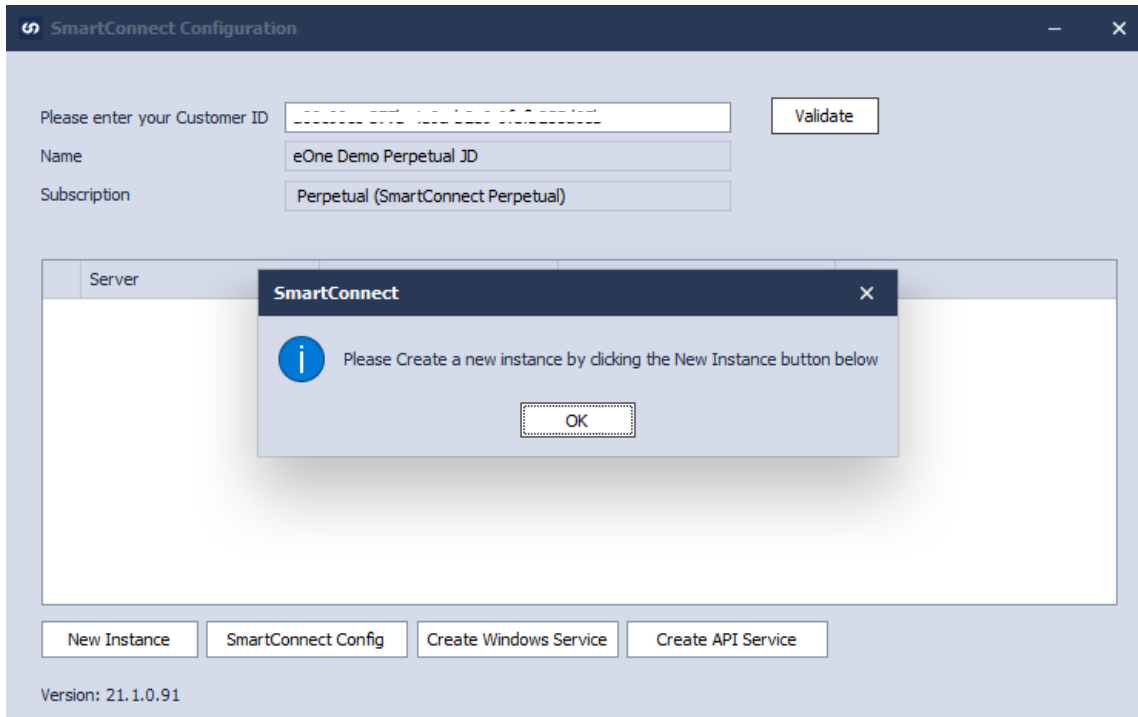 SmartConnect Configuration
Please enter your Customer ID
Validate
Name
eOne Demo Perpetual JD
Subscription
Perpetual (SmartConnect Perpetual)
Server
SmartConnect
Please Create a new instance by clicking the New Instance button below
OK
New Instance
SmartConnect Config
Create Windows Service
Create API Service
Version: 21.1.0.91